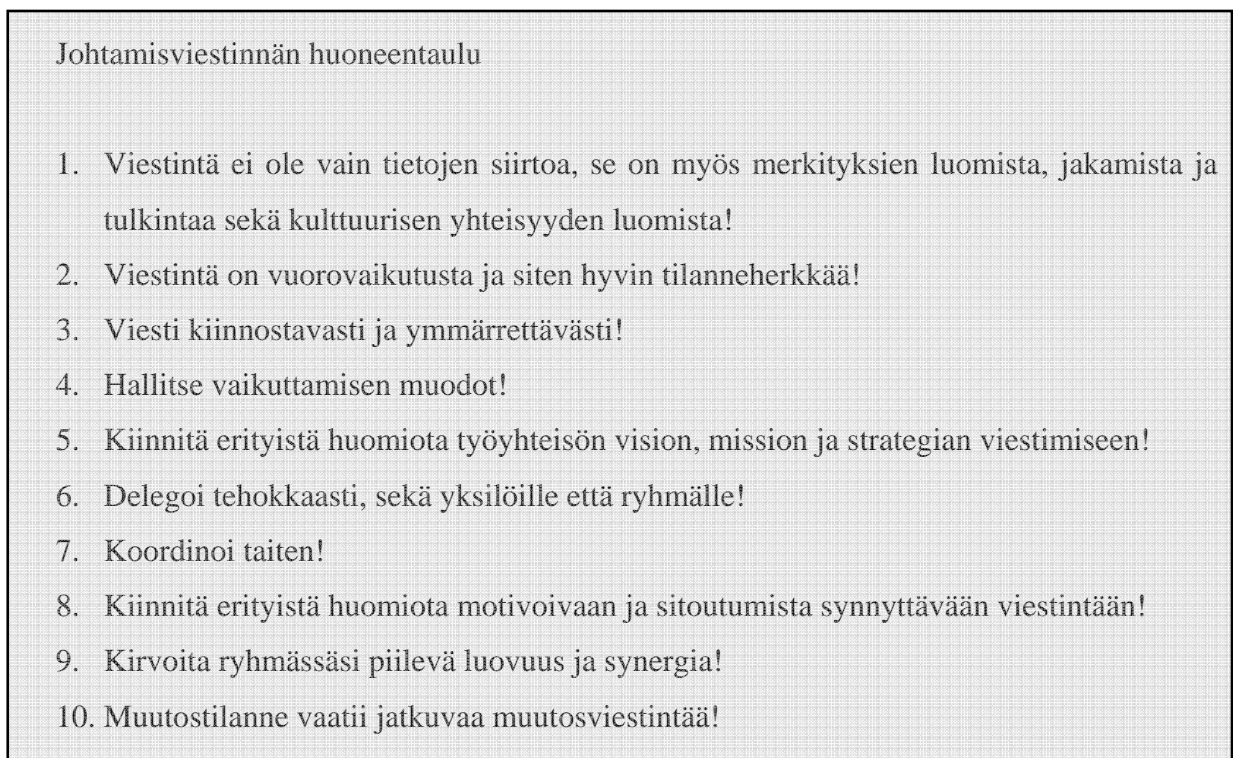 Johtamisviestinnän huoneentaulu
1. Viestintä ei ole vain tietojen siirtoa, se on myös merkityksien luomista, jakamista ja
tulkintaa sekä kulttuurisen yhteisyyden luomista!
2. Viestintä on vuorovaikutusta ja siten hyvin tilanneherkkää!
3. Viesti kiinnostavasti ja ymmärrettävästi!
4. Hallitse vaikuttamisen muodot!
5. Kiinnitä erityistä huomiota työyhteisön vision, mission ja strategian viestimiseen!
6. Delegoi tehokkaasti, sekä yksilöille että ryhmälle!
7. Koordinoi taiten!
8. Kiinnitä erityistä huomiota motivoivaan ja sitoutumista synnyttävään viestintään!
9. Kirvoita ryhmässäsi piilevä luovuus ja synergia!
10. Muutostilanne vaatii jatkuvaa muutosviestintää!